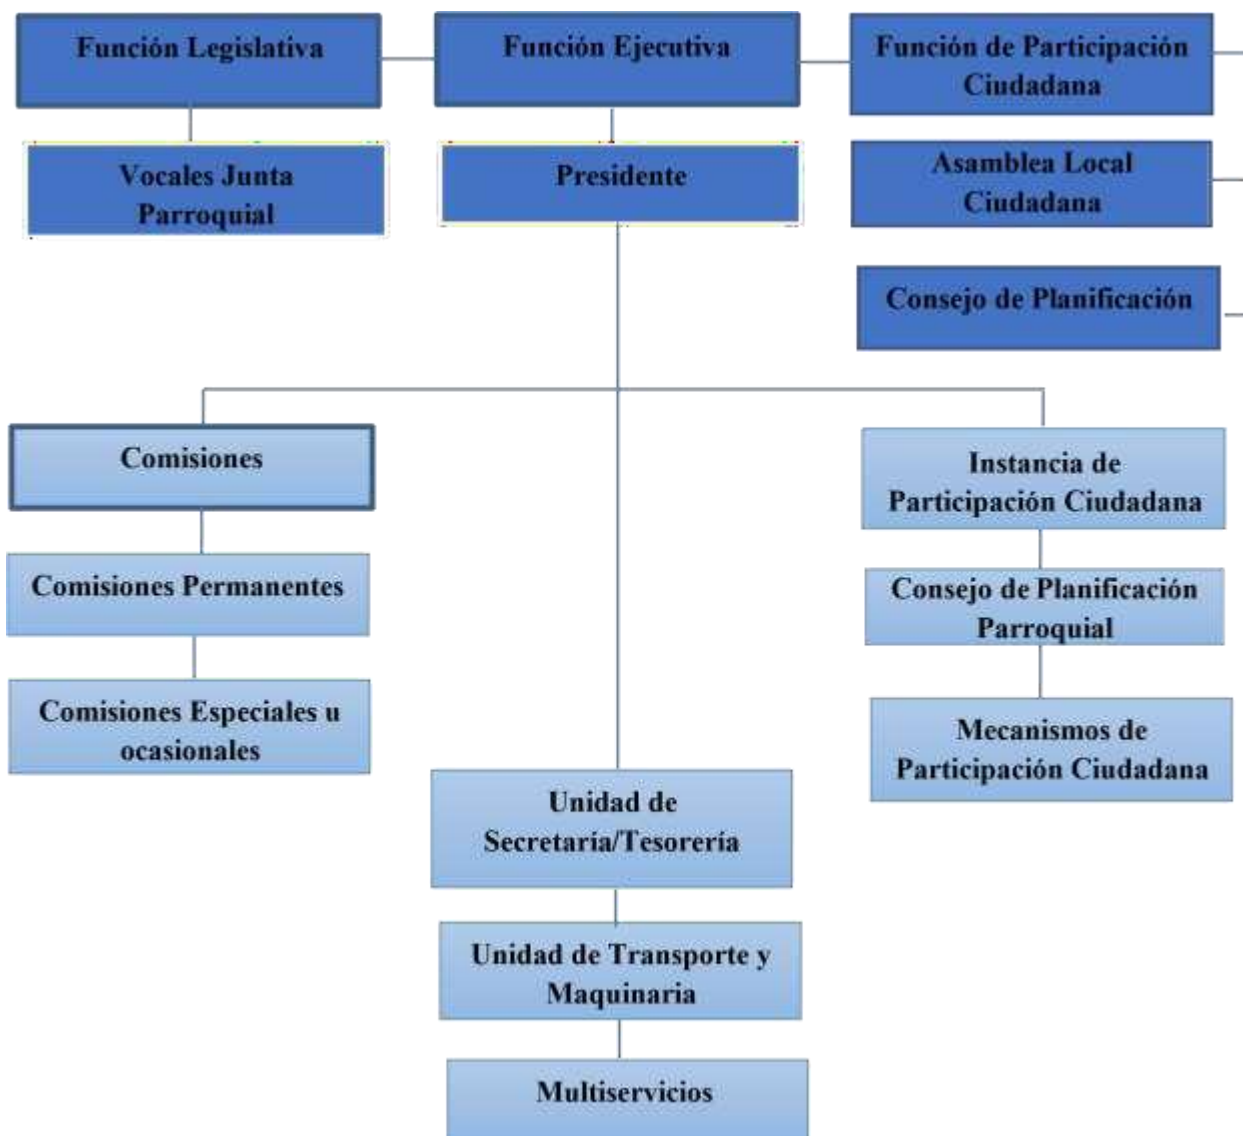 Función Legislativa
Función Ejecutiva
Función de Participación
Ciudadana
Vocales Junta
Parroquial
Presidente
Asamblea Local
Ciudadana
Consejo de Planificación
Comisiones
Instancia de
Participación Ciudadana
Comisiones Permanentes
Consejo de Planificación
Parroquial
Comisiones Especiales u
ocasionales
Mecanismos de
Participación Ciudadana
Unidad de
Secretaría/Tesorería
Unidad de Transporte y
Maquinaria
Multiservicios